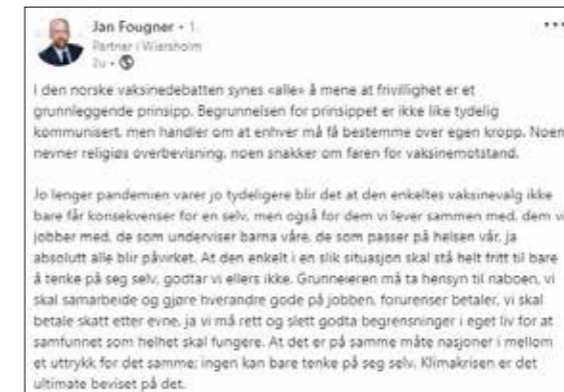 Jan Fougner • 1.
Partner i Wiersholm
2u •
I den norske vaksinedebatten synes «alle» å mene at frivillighet er et
grunnleggende prinsipp. Begrunnelsen for prinsippet er ikke like tydelig
kommunisert, men handler om at enhver må få bestemme over egen kropp. Noen
nevner religiøs overbevisning, noen snakker om faren for vaksinemotstand.
Jo lenger pandemien varer jo tydeligere blir det at den enkeltes vaksinevalg ikke
bare får konsekvenser for en selv, men også for dem vi lever sammen med, dem vi
jobber med, de som underviser barna våre, de som passer på helsen vår, ja
absolutt alle blir påvirket. At den enkelt i en slik situasjon skal stå helt fritt til bare
å tenke på seg selv, godtar vi ellers ikke. Grunneieren må ta hensyn til naboen, vi
skal samarbeide og gjøre hverandre gode på jobben, forurenser betaler, vi skal
betale skatt etter evne, ja vi må rett og slett godta begrensninger i eget liv for at
samfunnet som helhet skal fungere. At det er på samme måte nasjoner i mellom
et uttrykk for det samme; ingen kan bare tenke på seg selv. Klimakrisen er det
ultimate beviset på det.